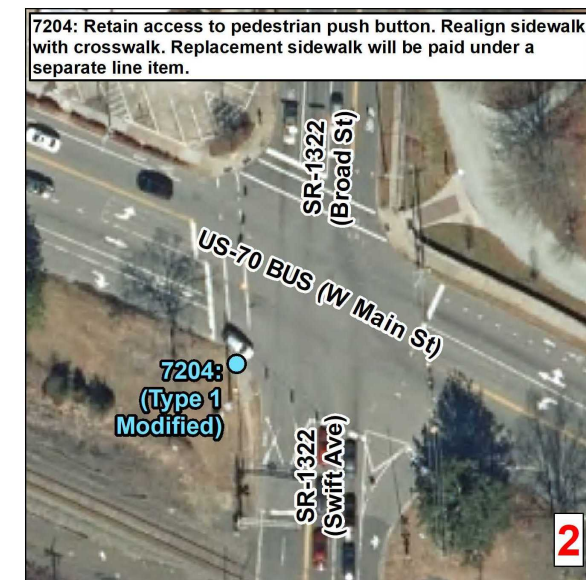 7204: Retain access to pedestrian push button. Realign sidewalk
with crosswalk. Replacement sidewalk will be paid under a
separate line item.
SR-1322
(Broad St)
US-70 BUS (W Main St)
7204:
(Type 1
Modified)
SR-1322
(Swift Ave)
2